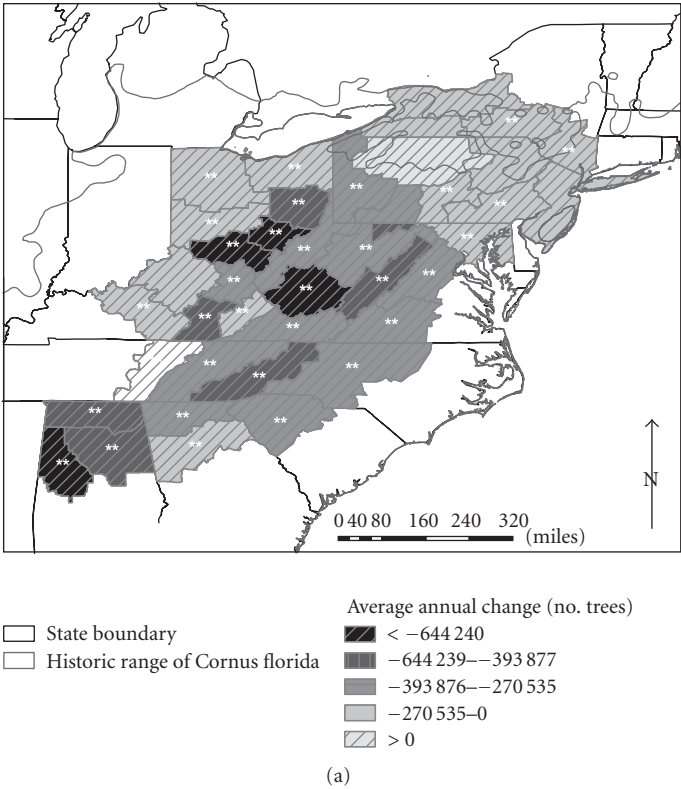 ** ** ** ** ** ** ** ** ** ** ** ** ** ** ** ** ** ** ** ** ** ** ** ** ** ** ** ** ** ** **
N
0 40 80 160 240 320
(miles)
Average annual change (no. trees)
State boundary
Historic range of Cornus florida
< −644 240
−644 239–−393 877
−393 876–−270 535
−270 535–0
> 0
(a)